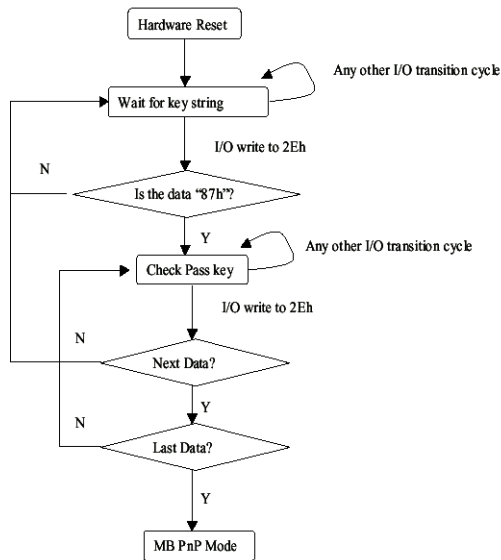 Hardware Reset
Any other I/O transition cycle
Wait for key string
I/O write to 2Eh
N
Is the data “87h”?
Y
Any other I/O transition cycle
Check Pass key
I/O write to 2Eh
N
Next Data?
Y
N
Last Data?
Y
MB PnP Mode